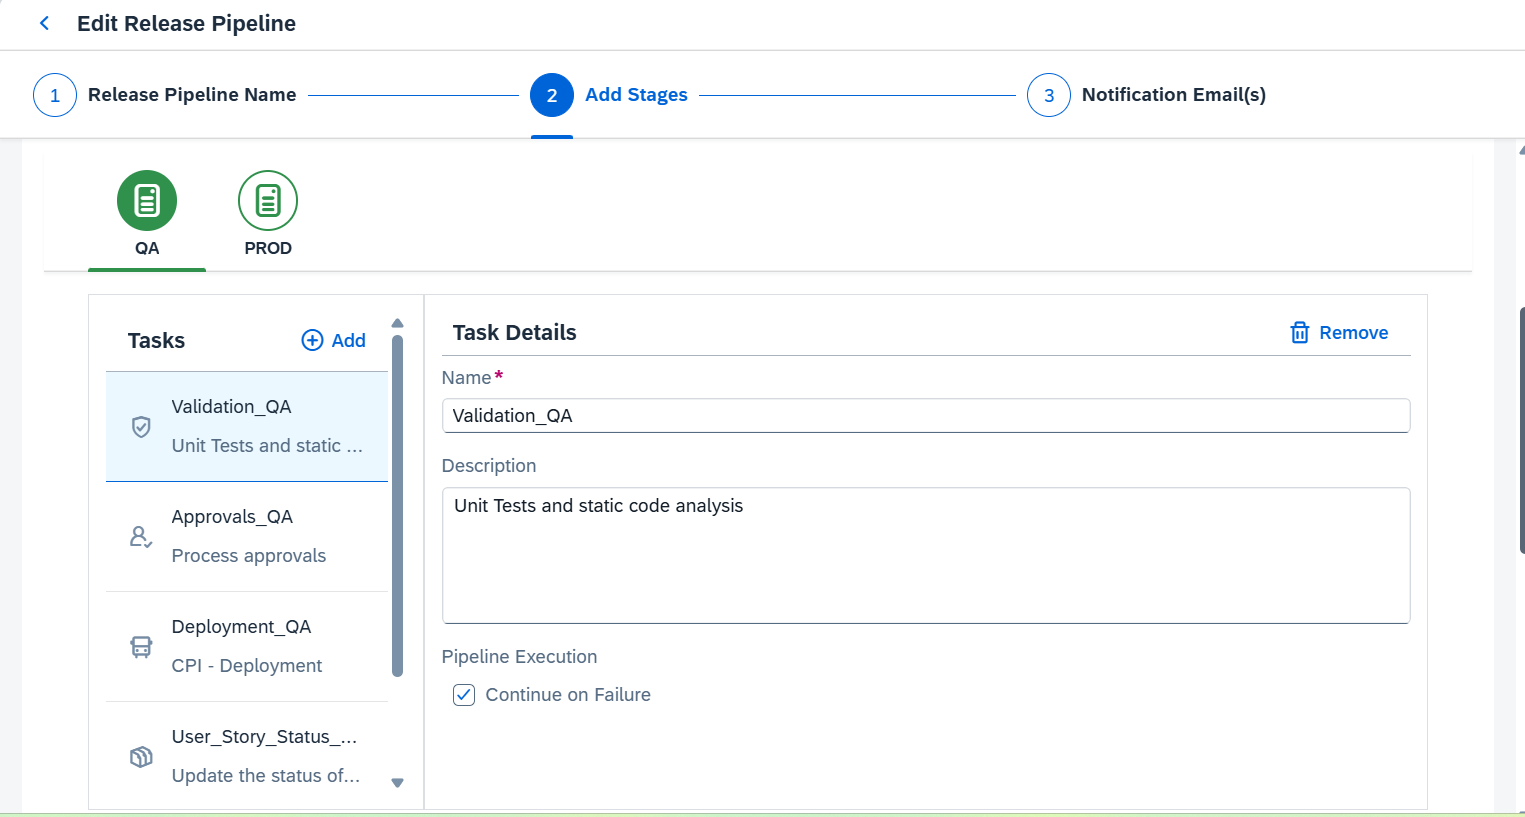 Edit Release Pipeline
1 Release Pipeline Name
2 Add Stages
3 Notification Email(s)
QA
PROD
Tasks
Add
Validation_QA
Unit Tests and static ...
Approvals_QA
Process approvals
Deployment_QA
CPI - Deployment
User_Story_Status_...
Update the status of...
Task Details
Remove
Name*
Validation_QA
Description
Unit Tests and static code analysis
Pipeline Execution
Continue on Failure